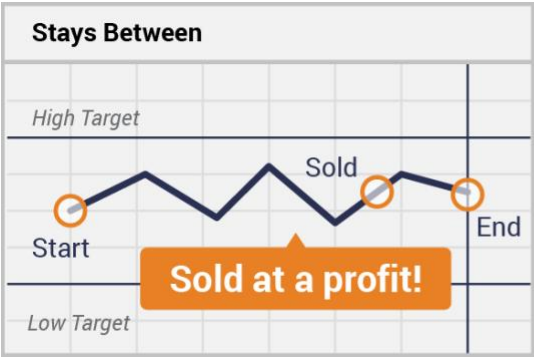 Stays Between
High Target
Sold
Start
End
Sold at a profit!
Low Target